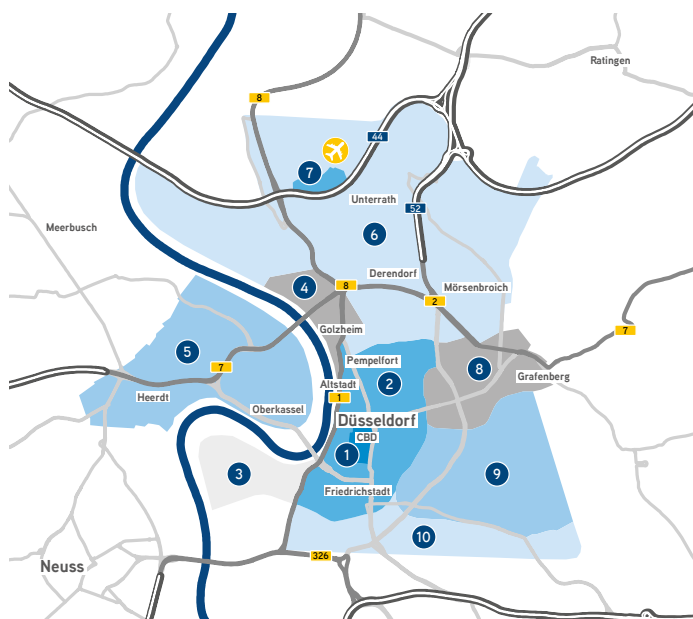 Ratingen
8
44
7
Unterrath
52
Meerbusch
6
Derendorf
4
8
Mörsenbroich
2
Golzheim
7
5
Pempelfort
7
8
Grafenberg
Altstadt
2
Heerdt
1
Oberkassel
Düsseldorf
CBD
1
3
9
Friedrichstadt
10
326
Neuss